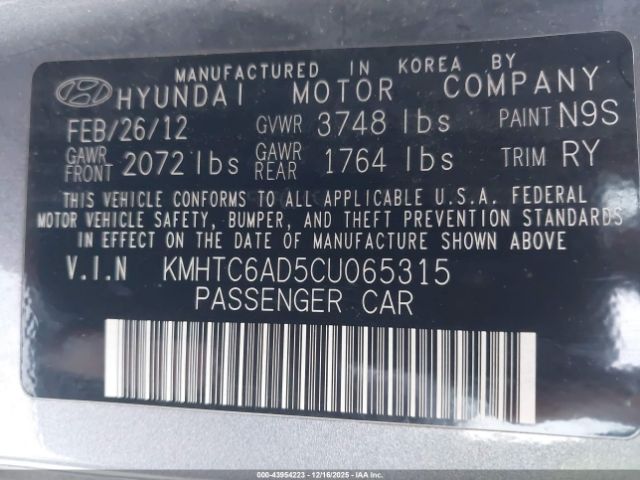 MANUFACTURED IN KOREA BY
HYUNDAI MOTOR COMPANY
FEB/26/12 GVWR 3748 lbs PAINT N9S
GAWR FRONT 2072 lbs GAWR REAR 1764 lbs TRIM RY
THIS VEHICLE CONFORMS TO ALL APPLICABLE U.S.A. FEDERAL
MOTOR VEHICLE SAFETY, BUMPER, AND THEFT PREVENTION STANDARDS
IN EFFECT ON THE DATE OF MANUFACTURE SHOWN ABOVE
V.I.N KMHTC6AD5CU065315
PASSENGER CAR
000-43954223 - 12/16/2025 - IAAI.COM